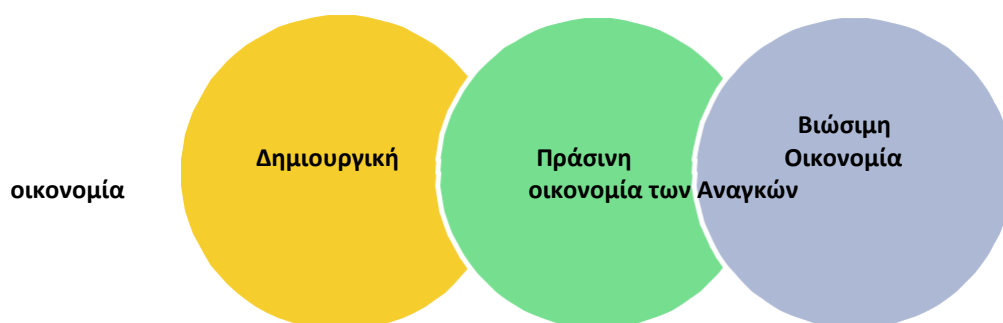 Δημιουργική
οικονομία
Πράσινη
οικονομία των Αναγκών
Βιώσιμη
Οικονομία